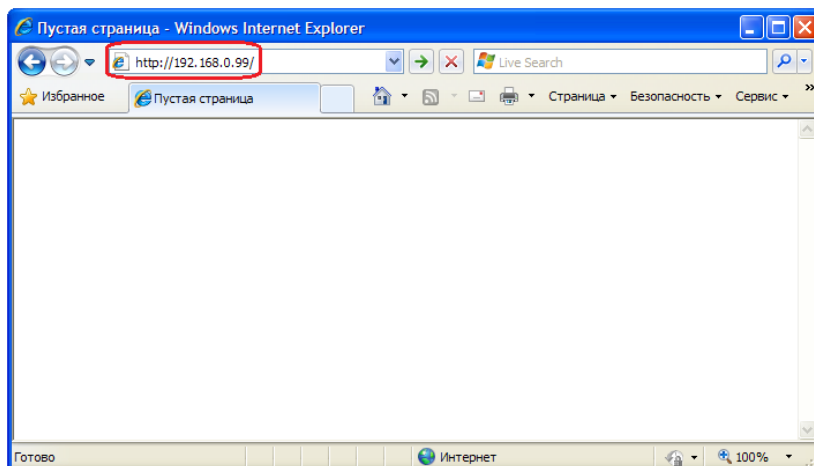 Пустая страница - Windows Internet Explorer
http://192.168.0.99/
Live Search
Избранное
Пустая страница
Страница
Безопасность
Сервис
»
Готово
Интернет
100%